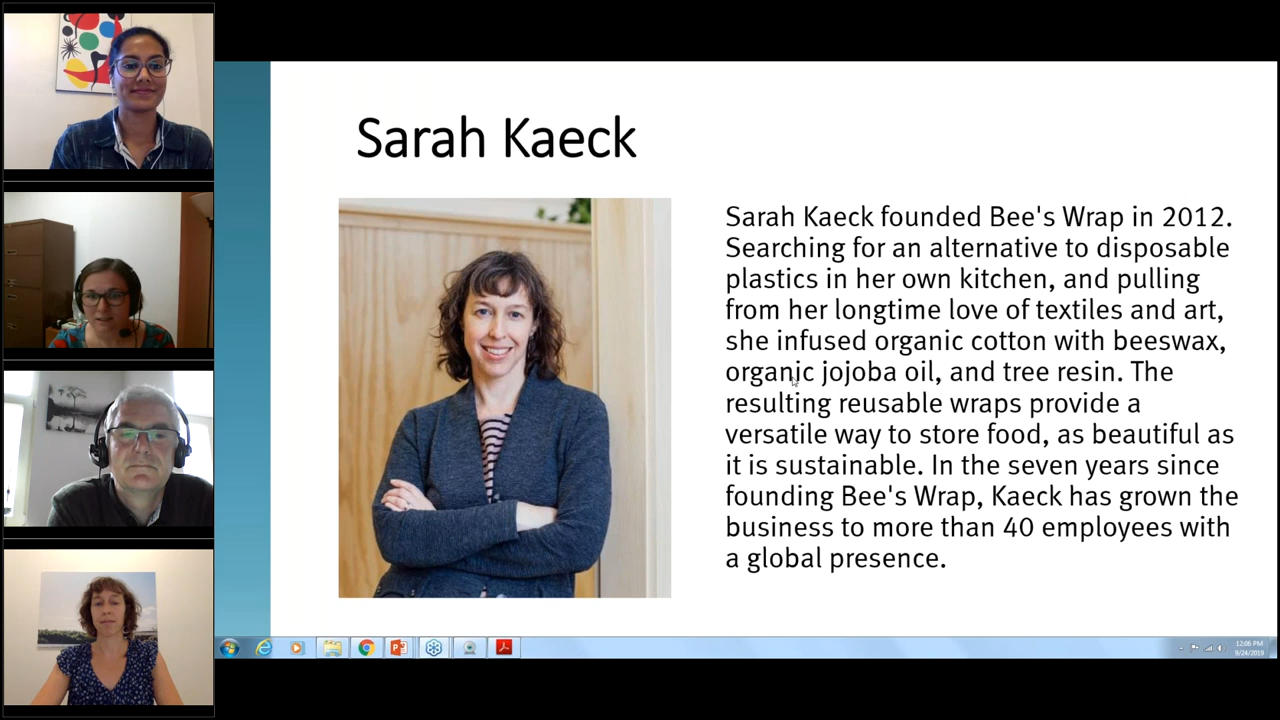 Sarah Kaeck
Sarah Kaeck founded Bee's Wrap in 2012.
Searching for an alternative to disposable
plastics in her own kitchen, and pulling
from her longtime love of textiles and art,
she infused organic cotton with beeswax,
organic jojoba oil, and tree resin. The
resulting reusable wraps provide a
versatile way to store food, as beautiful as
it is sustainable. In the seven years since
founding Bee's Wrap, Kaeck has grown the
business to more than 40 employees with
a global presence.
12:06 PM
9/24/2019